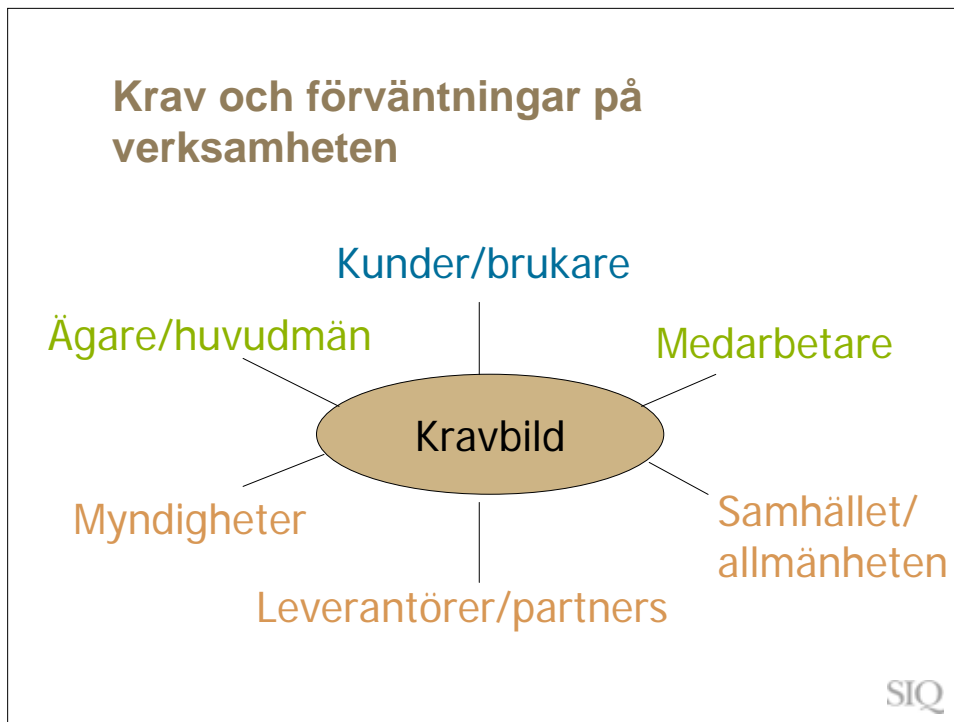 Krav och förväntningar på
verksamheten
Kunder/brukare
Ägare/huvudmän
Medarbetare
Kravbild
Myndigheter
Samhället/
allmänheten
Leverantörer/partners
SIQ